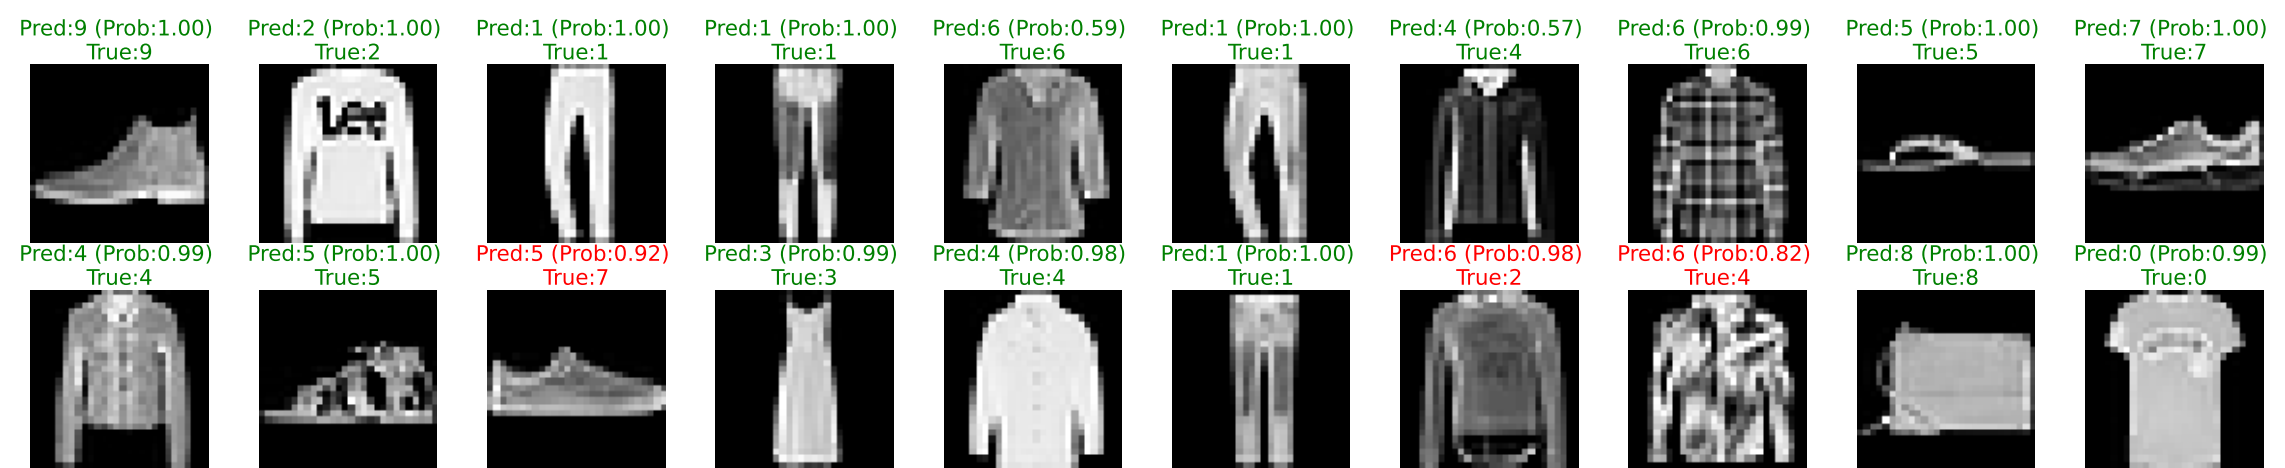 Pred:9 (Prob:1.00) Pred:2 (Prob:1.00) Pred:1 (Prob:1.00) Pred:1 (Prob:1.00) Pred:6 (Prob:0.59) Pred:1 (Prob:1.00) Pred:4 (Prob:0.57) Pred:6 (Prob:0.99) Pred:5 (Prob:1.00) Pred:7 (Prob:1.00)
True:9 True:2 True:1 True:1 True:6 True:1 True:4 True:6 True:5 True:7
Lee
Pred:4 (Prob:0.99) Pred:5 (Prob:1.00) Pred:5 (Prob:0.92) Pred:3 (Prob:0.99) Pred:4 (Prob:0.98) Pred:1 (Prob:1.00) Pred:6 (Prob:0.98) Pred:6 (Prob:0.82) Pred:8 (Prob:1.00) Pred:0 (Prob:0.99)
True:4 True:5 True:7 True:3 True:4 True:1 True:2 True:4 True:8 True:0